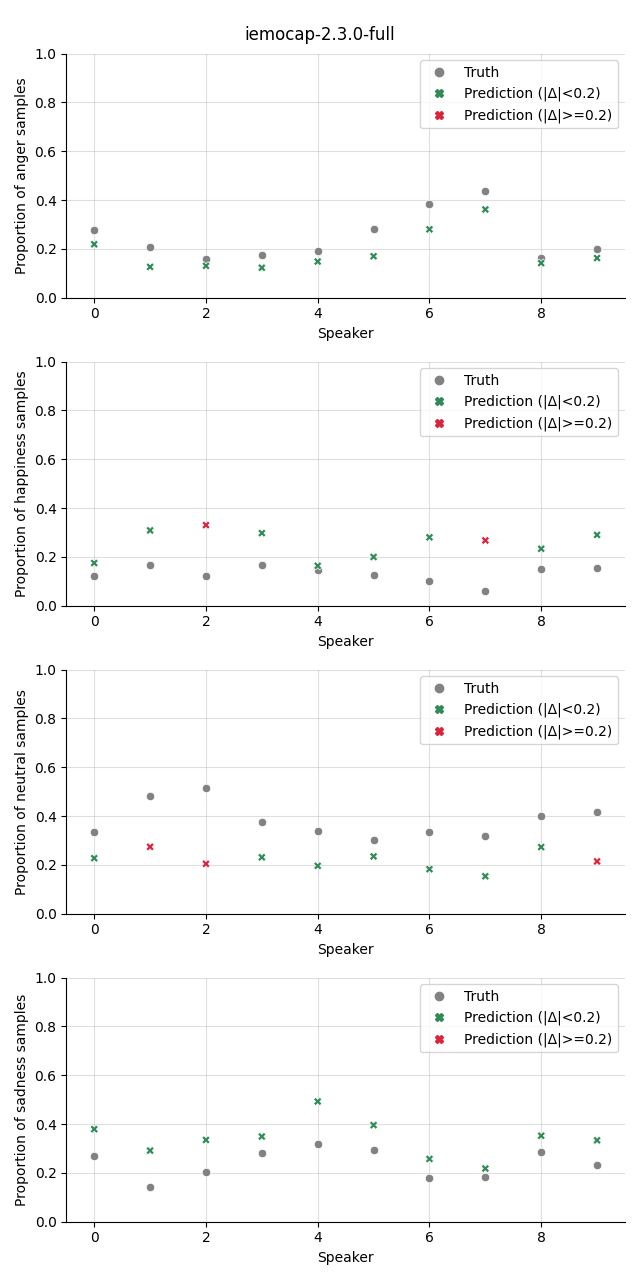 iemocap-2.3.0-full
1.0
0.8
0.6
0.4
0.2
0.0
Proportion of anger samples
Truth
Prediction (|Δ|<0.2)
Prediction (|Δ|>=0.2)
0 2 4 6 8
Speaker
1.0
0.8
0.6
0.4
0.2
0.0
Proportion of happiness samples
Truth
Prediction (|Δ|<0.2)
Prediction (|Δ|>=0.2)
0 2 4 6 8
Speaker
1.0
0.8
0.6
0.4
0.2
0.0
Proportion of neutral samples
Truth
Prediction (|Δ|<0.2)
Prediction (|Δ|>=0.2)
0 2 4 6 8
Speaker
1.0
0.8
0.6
0.4
0.2
0.0
Proportion of sadness samples
Truth
Prediction (|Δ|<0.2)
Prediction (|Δ|>=0.2)
0 2 4 6 8
Speaker